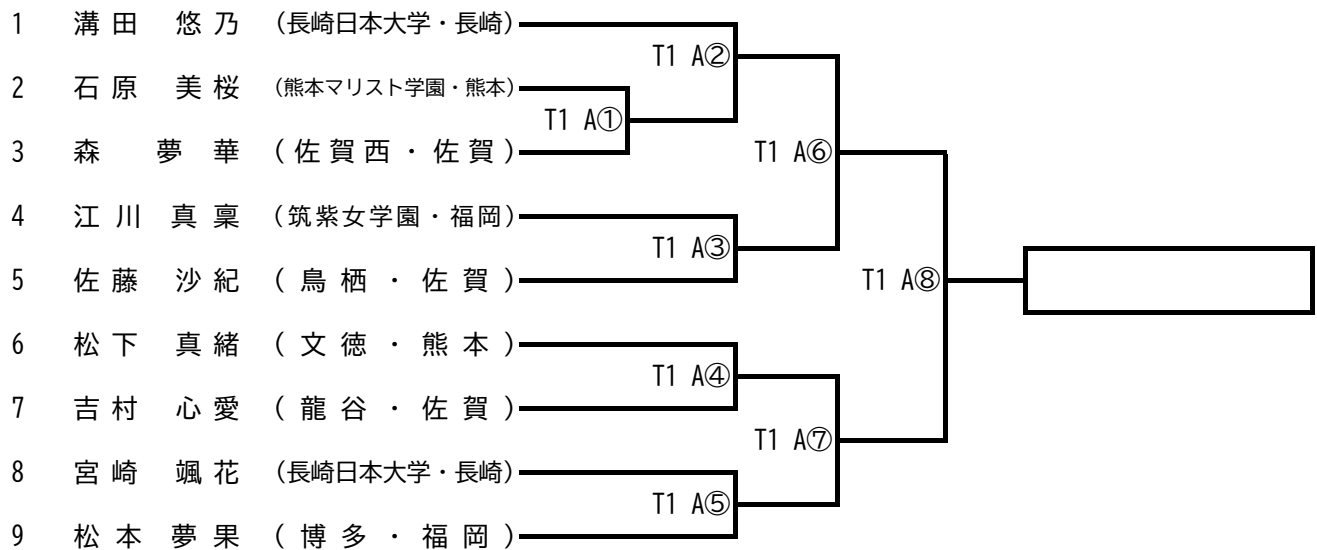 1 溝田 悠乃 (長崎日本大学・長崎)
T1 A②
2 石原 美桜 (熊本マリスト学園・熊本)
T1 A①
3 森 夢華 (佐賀西・佐賀)
T1 A⑥
4 江川 真稟 (筑紫女学園・福岡)
T1 A③
5 佐藤 沙紀 (鳥栖・佐賀)
T1 A⑧
6 松下 真緒 (文徳・熊本)
T1 A④
7 吉村 心愛 (龍谷・佐賀)
T1 A⑦
8 宮崎 颯花 (長崎日本大学・長崎)
T1 A⑤
9 松本 夢果 (博多・福岡)